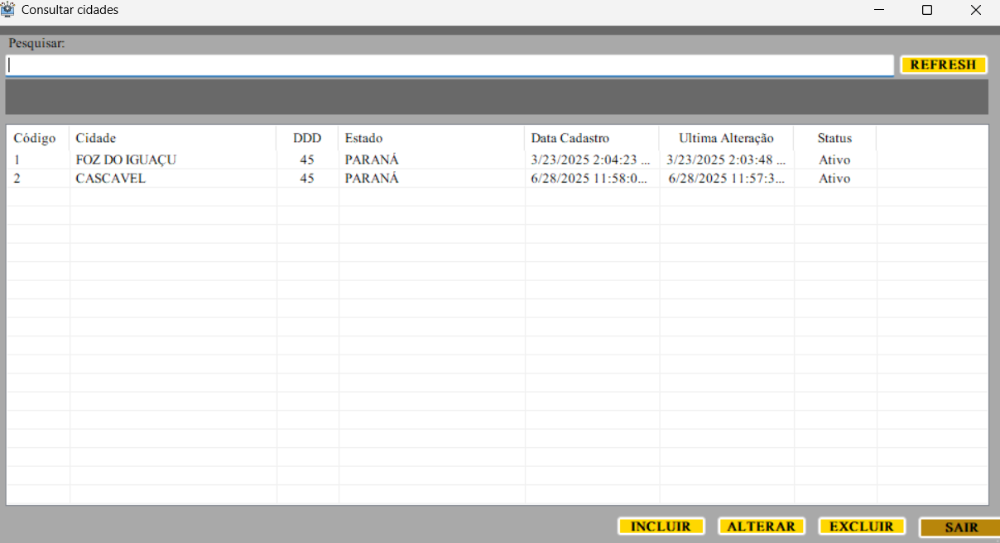 Consultar cidades
Pesquisar:
REFRESH
Código Cidade DDD Estado Data Cadastro Ultima Alteração Status
1 FOZ DO IGUAÇU 45 PARANÁ 3/23/2025 2:04:23 ... 3/23/2025 2:03:48 ... Ativo
2 CASCAVEL 45 PARANÁ 6/28/2025 11:58:0... 6/28/2025 11:57:3... Ativo
INCLUIR ALTERAR EXCLUIR SAIR